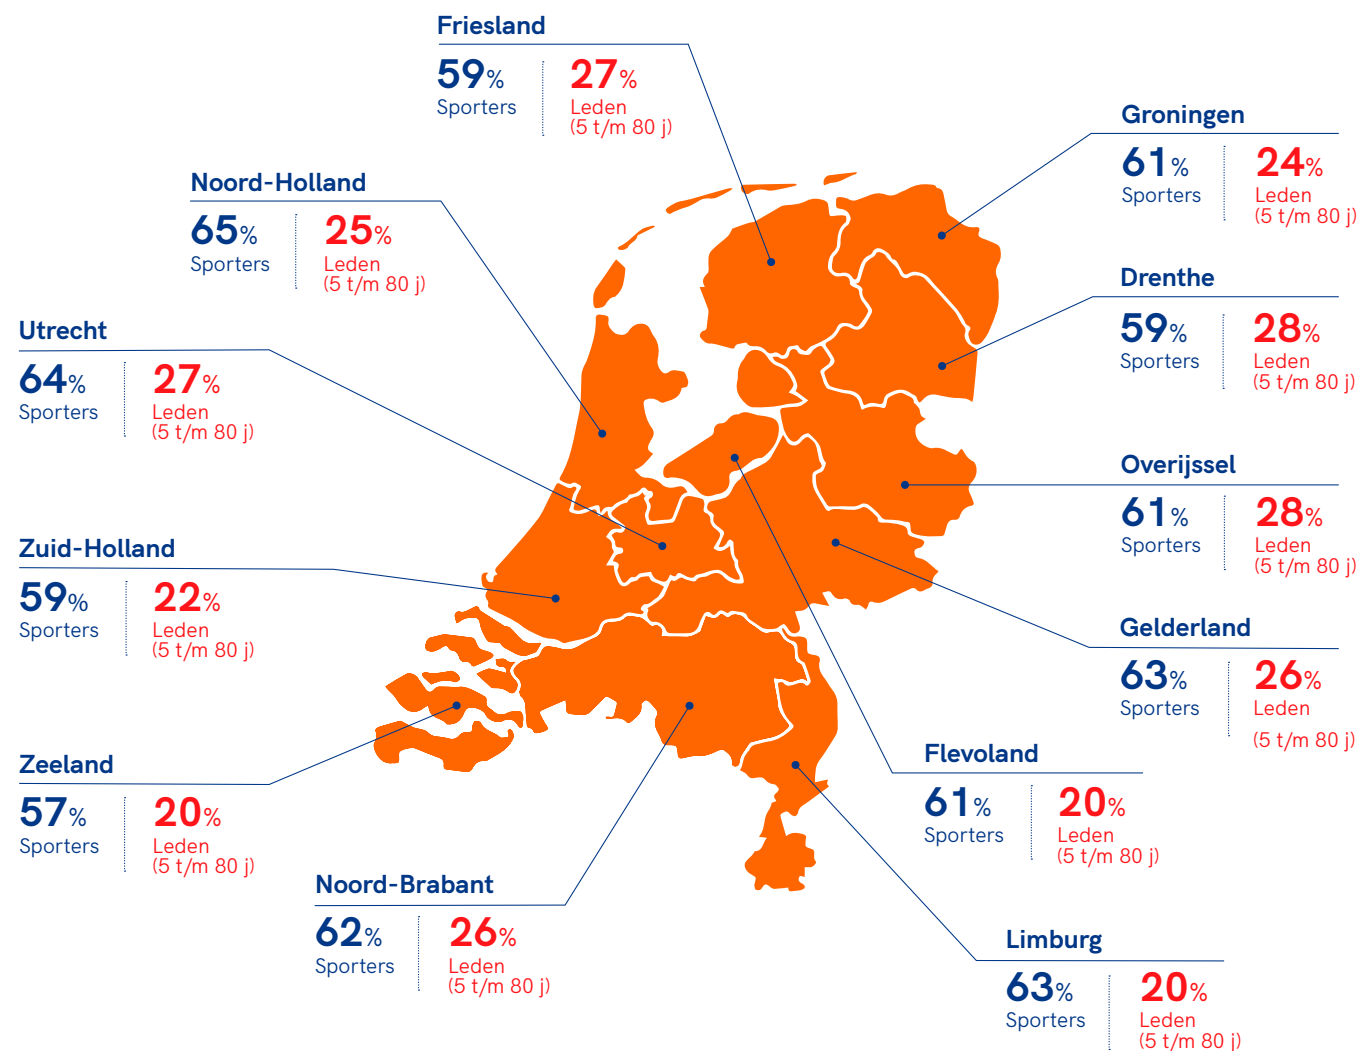 Friesland
59% 27%
Sporters Leden
(5 t/m 80 j)
Groningen
61% 24%
Sporters Leden
(5 t/m 80 j)
Noord-Holland
65% 25%
Sporters Leden
(5 t/m 80 j)
Drenthe
59% 28%
Sporters Leden
(5 t/m 80 j)
Utrecht
64% 27%
Sporters Leden
(5 t/m 80 j)
Overijssel
61% 28%
Sporters Leden
(5 t/m 80 j)
Zuid-Holland
59% 22%
Sporters Leden
(5 t/m 80 j)
Gelderland
63% 26%
Sporters Leden
(5 t/m 80 j)
Zeeland
57% 20%
Sporters Leden
(5 t/m 80 j)
Flevoland
61% 20%
Sporters Leden
(5 t/m 80 j)
Noord-Brabant
62% 26%
Sporters Leden
(5 t/m 80 j)
Limburg
63% 20%
Sporters Leden
(5 t/m 80 j)